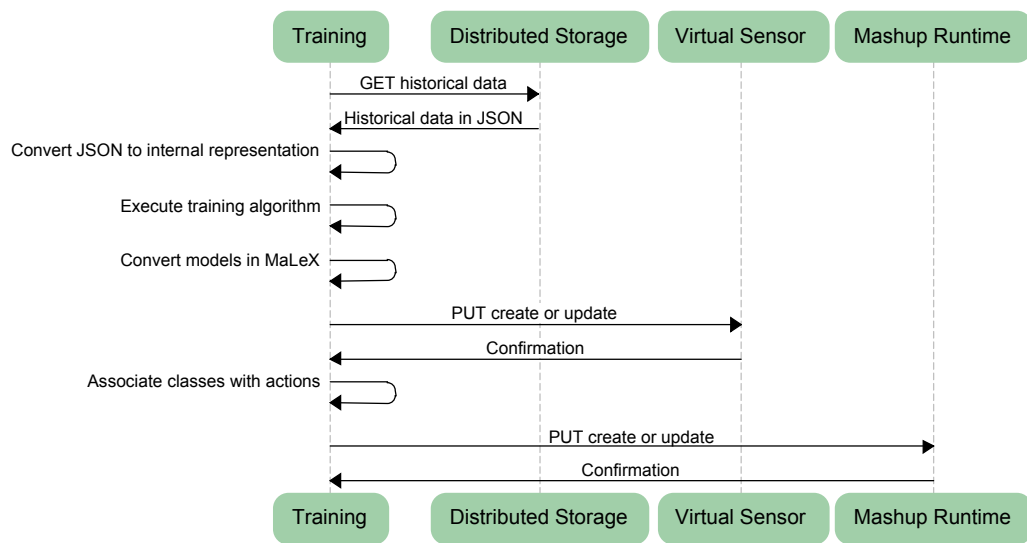 Training
Distributed Storage
Virtual Sensor
Mashup Runtime
GET historical data
Historical data in JSON
Convert JSON to internal representation
Execute training algorithm
Convert models in MaLeX
PUT create or update
Confirmation
Associate classes with actions
PUT create or update
Confirmation
Training
Distributed Storage
Virtual Sensor
Mashup Runtime